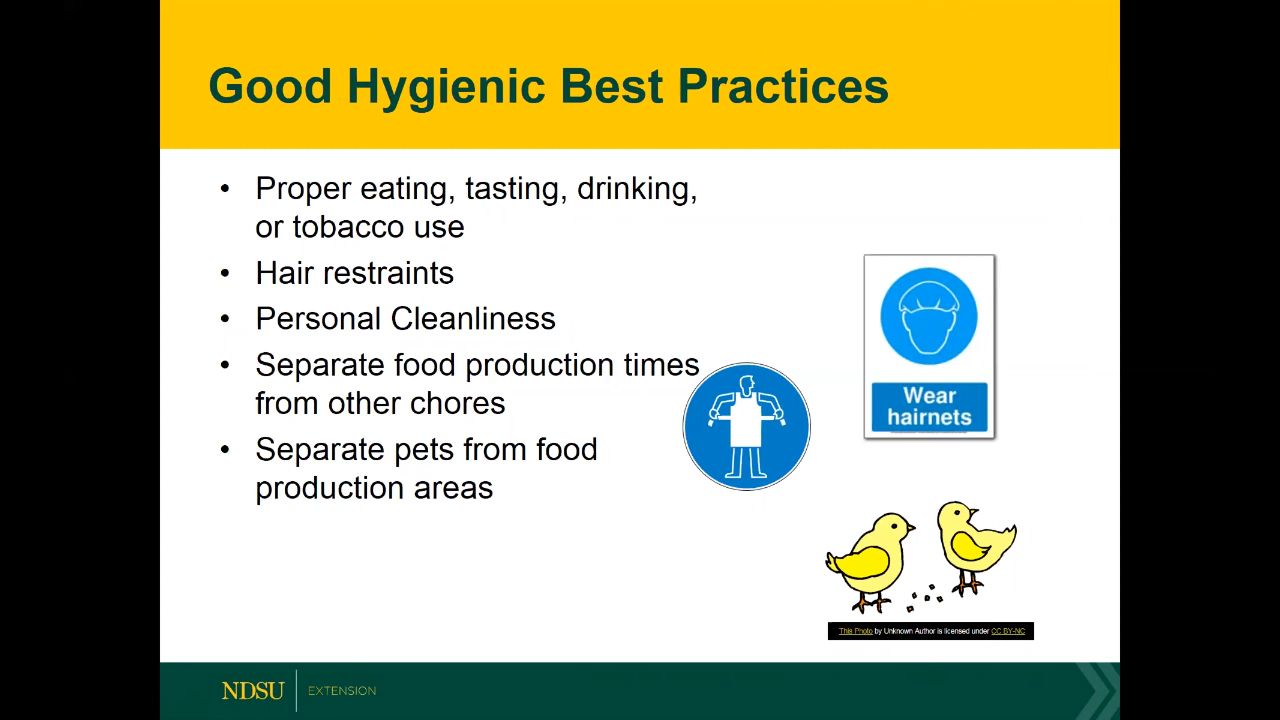 Good Hygienic Best Practices
• Proper eating, tasting, drinking,
or tobacco use
• Hair restraints
• Personal Cleanliness
• Separate food production times
from other chores
• Separate pets from food
production areas
Wear
hairnets
This Photo by Unknown Author is licensed under CC BY-NC
NDSU EXTENSION